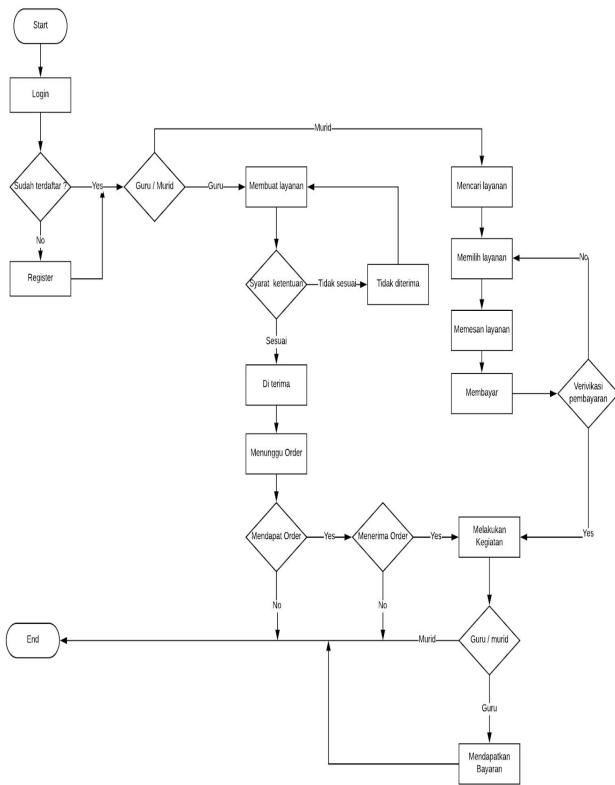 Start
Login
Murid
Sudah terdaftar ?
Yes
Guru / Murid
Guru
Membuat layanan
Mencari layanan
No
Register
Syarat ketentuan
Tidak sesuai
Tidak diterima
Memilih layanan
No
Sesuai
Memesan layanan
Di terima
Membayar
Verivikasi
pembayaran
Menunggu Order
Mendapat Order
Yes
Menerima Order
Yes
Melakukan
Kegiatan
Yes
No
No
End
Murid
Guru / murid
Guru
Mendapatkan
Bayaran